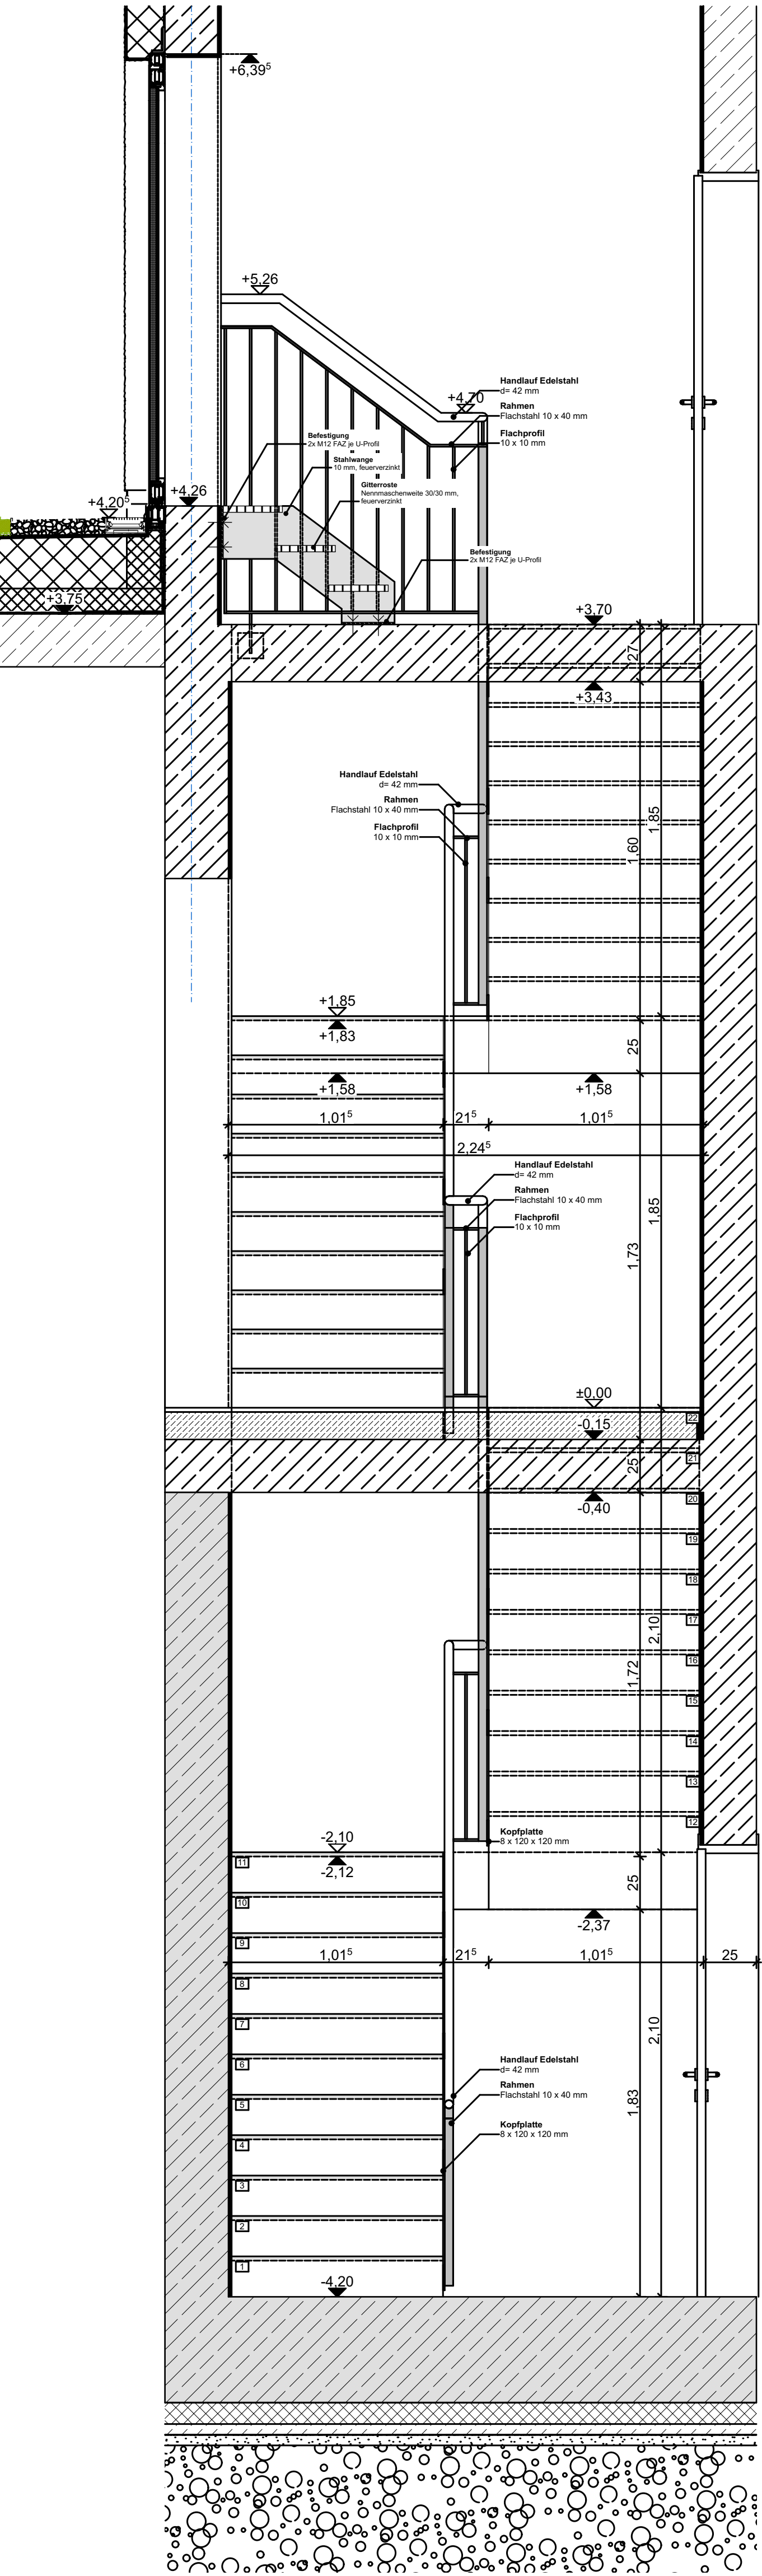 +6,39⁵
+5,26
+4,70
Handlauf Edelstahl
d= 42 mm
Rahmen
Flachstahl 10 x 40 mm
Flachprofil
10 x 10 mm
Befestigung
2x M12 FAZ je U-Profil
Stahlwange
10 mm, feuerverzinkt
Gitterroste
Nennmaschenweite 30/30 mm,
feuerverzinkt
+4,20⁵
+4,26
Befestigung
2x M12 FAZ je U-Profil
+3,75
+3,70
27
+3,43
Handlauf Edelstahl
d= 42 mm
Rahmen
Flachstahl 10 x 40 mm
Flachprofil
10 x 10 mm
1,60
1,85
+1,85
+1,83
25
+1,58
+1,58
1,01⁵
21⁵
1,01⁵
2,24⁵
Handlauf Edelstahl
d= 42 mm
Rahmen
Flachstahl 10 x 40 mm
Flachprofil
10 x 10 mm
1,73
1,85
±0,00
22
-0,15
21
25
20
-0,40
19
18
17
2,10
16
1,72
15
14
13
12
Kopfplatte
8 x 120 x 120 mm
-2,10
11
-2,12
25
10
-2,37
9
1,01⁵
21⁵
1,01⁵
25
8
7
2,10
6
Handlauf Edelstahl
d= 42 mm
Rahmen
Flachstahl 10 x 40 mm
5
1,83
Kopfplatte
8 x 120 x 120 mm
4
3
2
1
-4,20